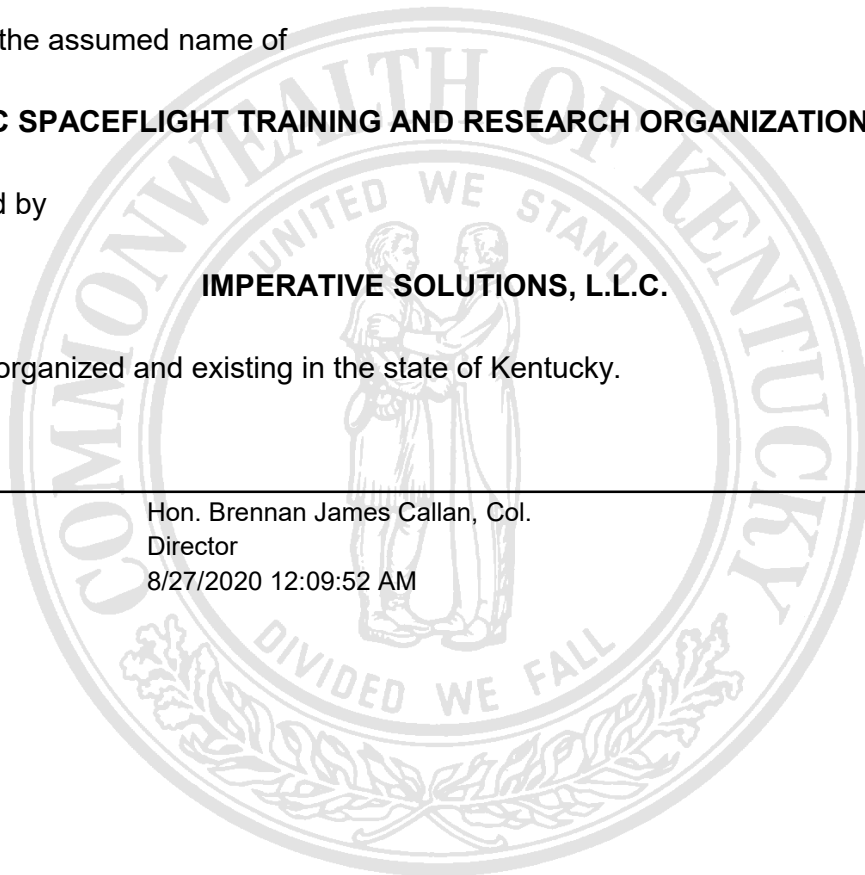 the assumed name of
C SPACEFLIGHT TRAINING AND RESEARCH ORGANIZATION
d by
IMPERATIVE SOLUTIONS, L.L.C.
organized and existing in the state of Kentucky.
Hon. Brennan James Callan, Col.
Director
8/27/2020 12:09:52 AM
COMMONWEALTH OF KENTUCKY
UNITED WE STAND
DIVIDED WE FALL